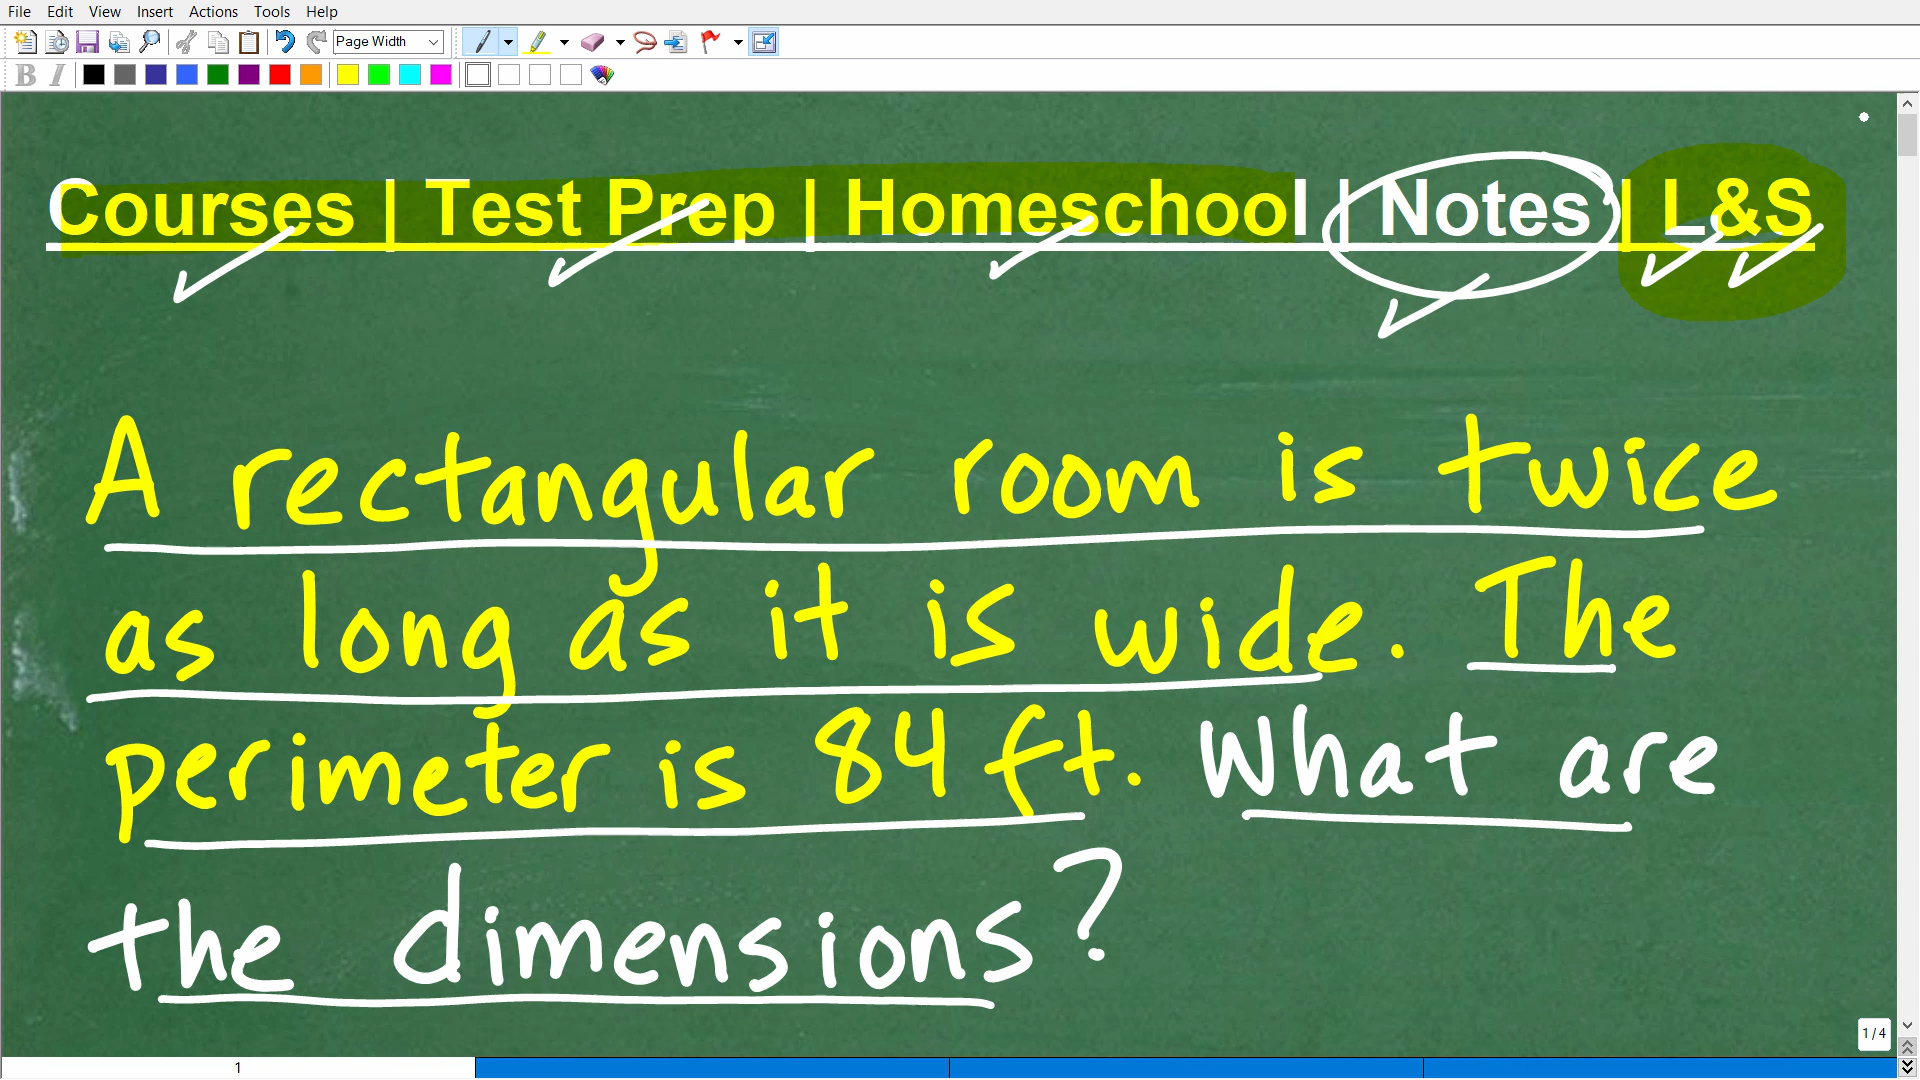 File Edit View Insert Actions Tools Help
Page Width
B I
Courses | Test Prep | Homeschool | Notes | L&S
A rectangular room is twice
as long as it is wide. The
perimeter is 84 ft. What are
the dimensions?
1 / 4
1